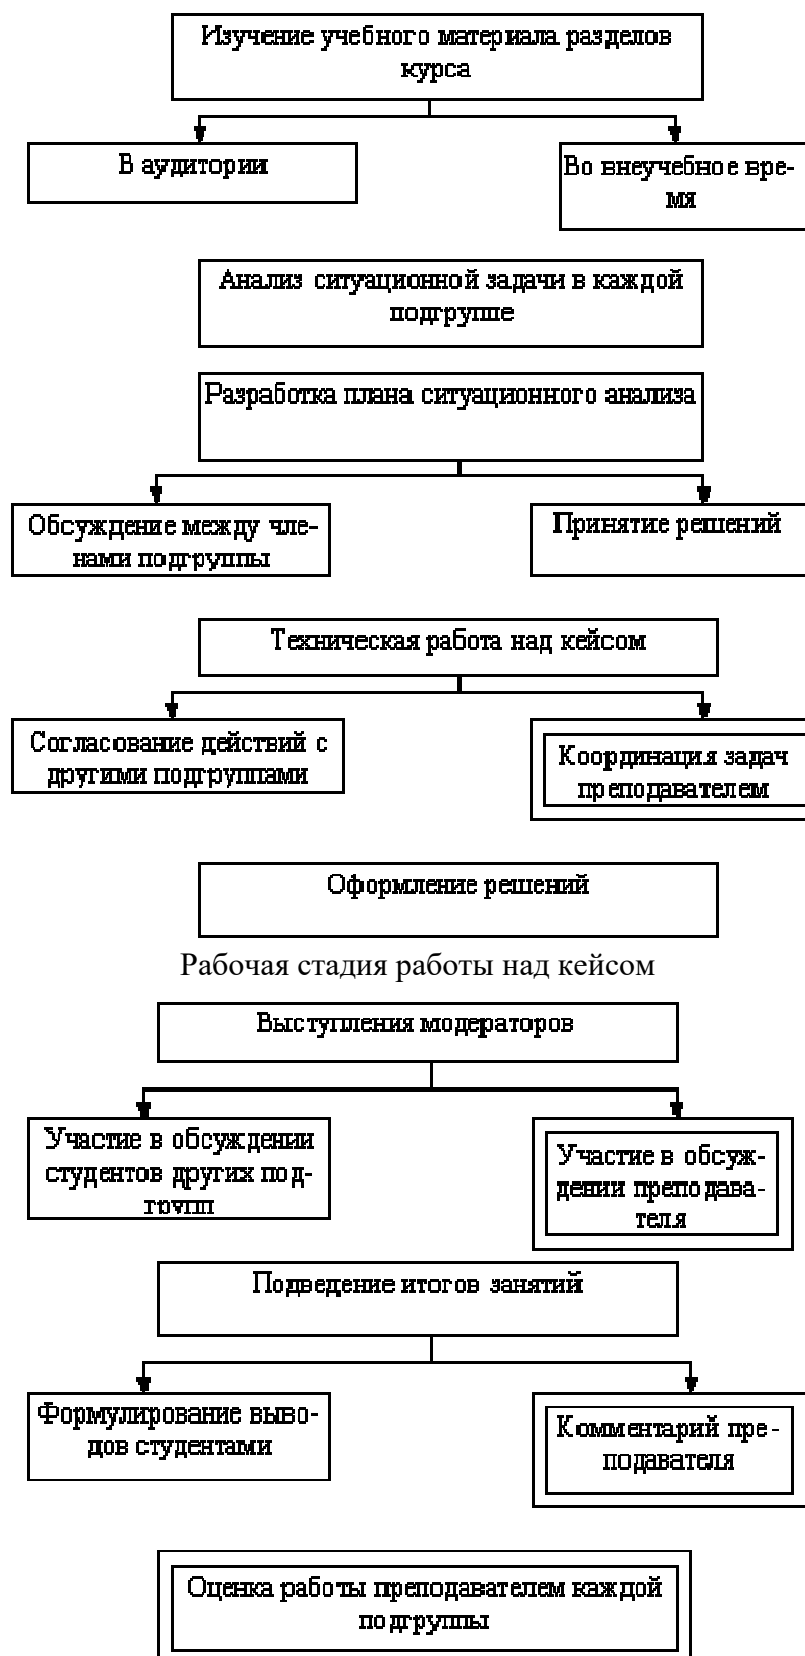 Изучение учебного материала разделов
курса
В аудитории
Во внеучебное вре-
мя
Анализ ситуационной задачи в каждой
подгруппе
Разработка плана ситуационного анализа
Обсуждение между чле-
нами подгруппы
Принятие решений
Техническая работа над кейсом
Согласование действий с
другими подгруппами
Координация задач
преподавателем
Оформление решений
Рабочая стадия работы над кейсом
Выступления модераторов
Участие в обсуждении
студентов других под-
групп
Участие в обсуж-
дении преподава-
теля
Подведение итогов занятий
Формулирование выво-
дов студентами
Комментарий пре-
подавателя
Оценка работы преподавателем каждой
подгруппы